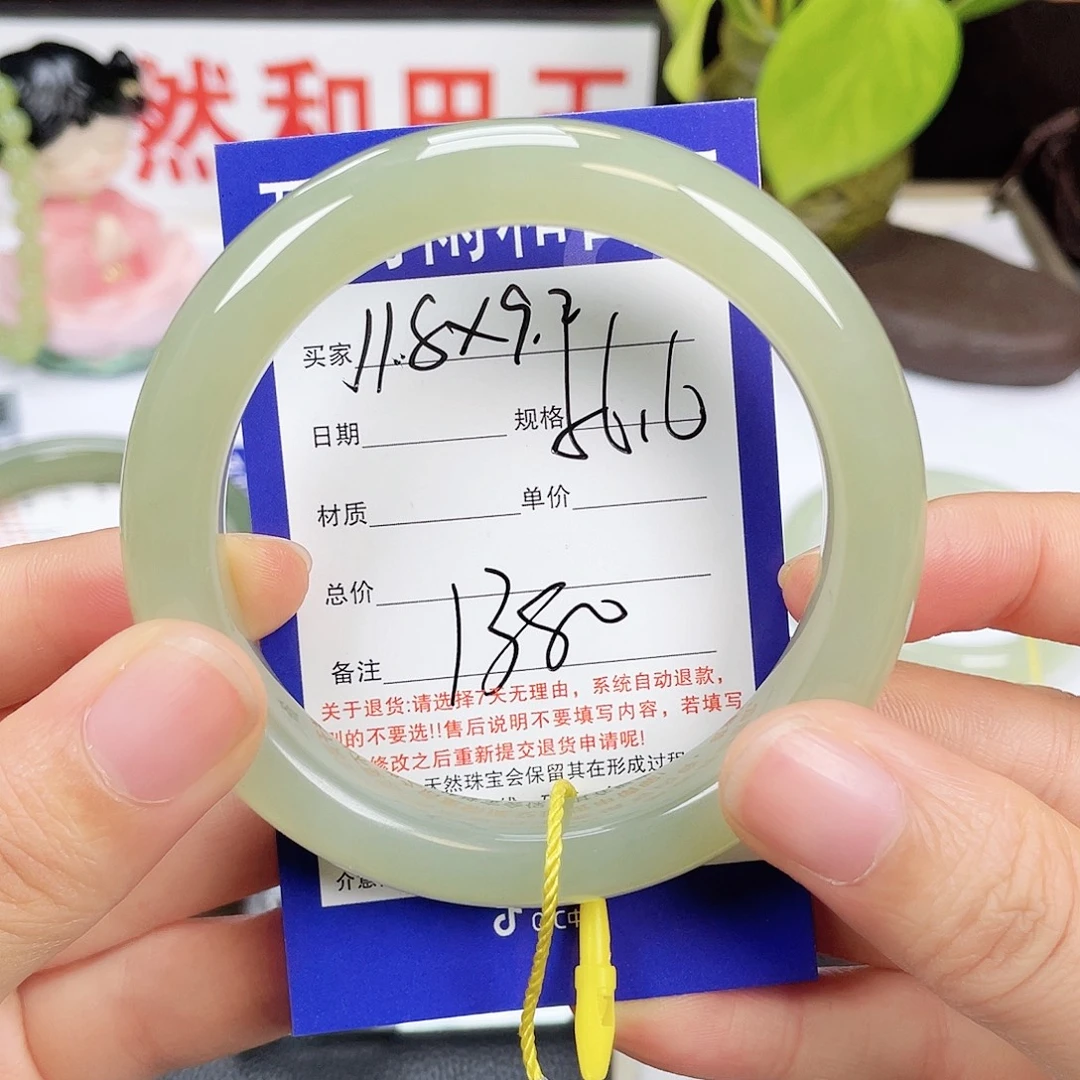 然和田玉
买家 11.8×9.7
日期 规格 56.6
材质 单价
总价
备注 1380
关于退货:请选择7天无理由，系统自动退款，
别的不要选!!售后说明不要填写内容，若填写
修改之后重新提交退货申请呢!
天然珠宝会保留其在形成过程